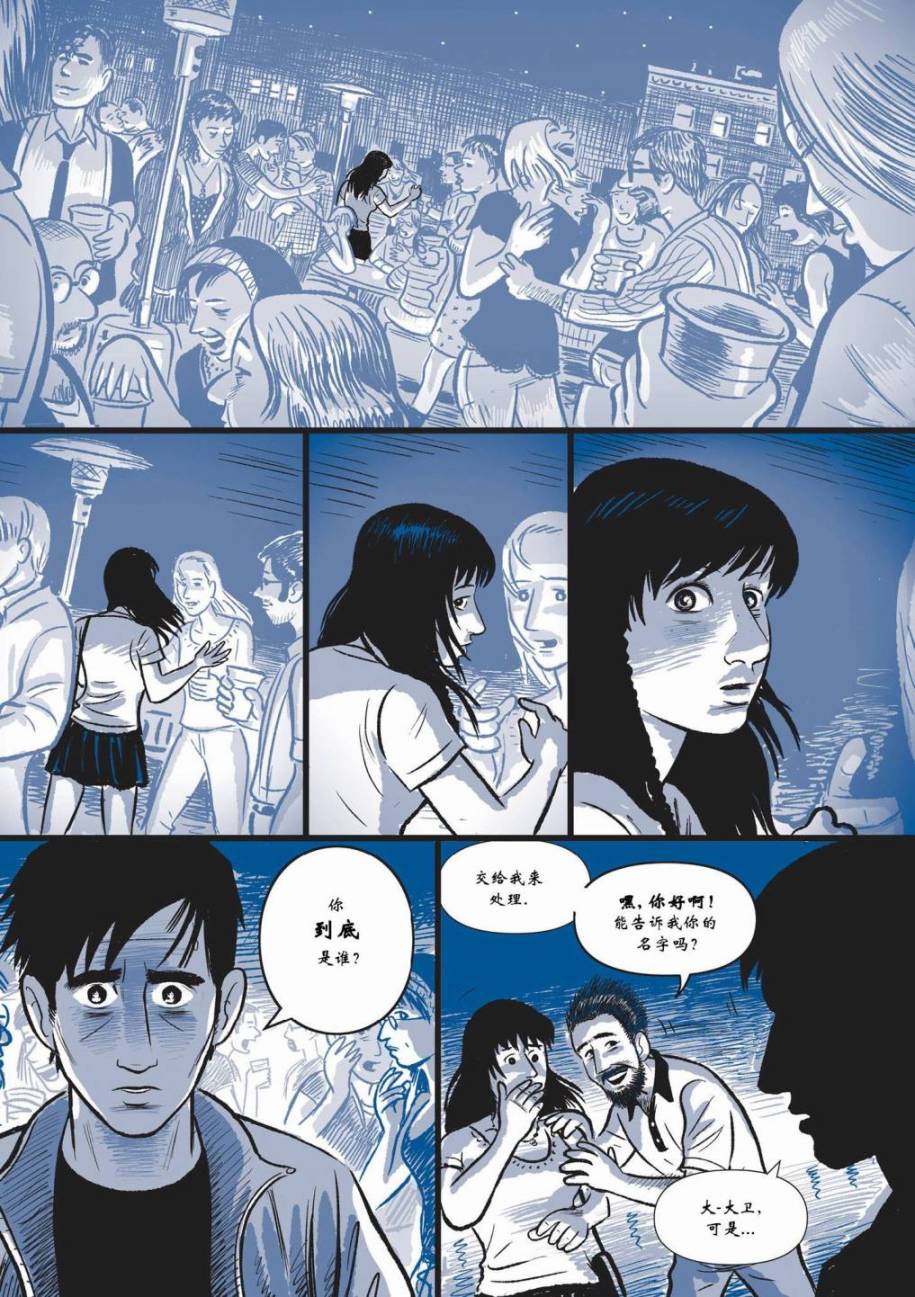 你
到底
是谁？
交给我来
处理.
嘿，你好啊！
能告诉我你的
名字吗？
大-大卫，
可是...